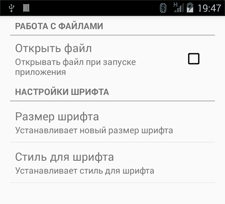 19:47
РАБОТА С ФАЙЛАМИ
Открыть файл
Открывать файл при запуске
приложения
НАСТРОЙКИ ШРИФТА
Размер шрифта
Устанавливает новый размер шрифта
Стиль для шрифта
Устанавливает стиль для шрифта